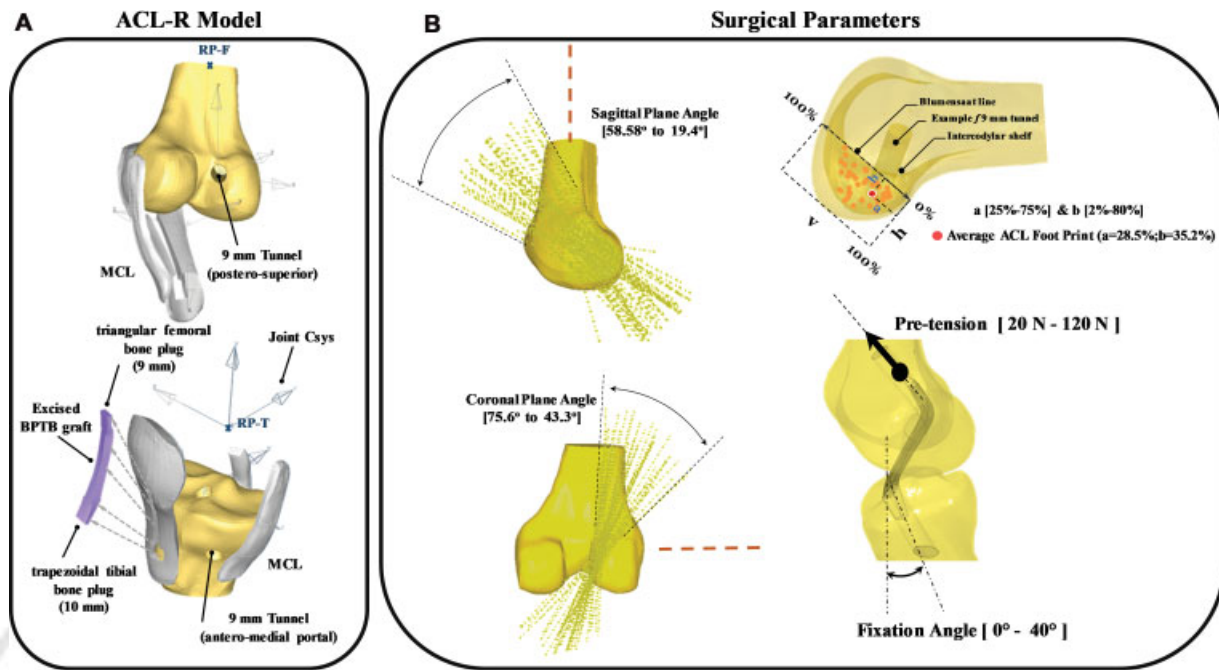 A
ACL-R Model
RP-F
MCL
9 mm Tunnel
(postero-superior)
triangular femoral
bone plug
(9 mm)
Joint Csys
Excised
BPTB graft
RP-T
trapezoidal tibial
bone plug
(10 mm)
MCL
9 mm Tunnel
(antero-medial portal)
B
Surgical Parameters
Sagittal Plane Angle
[58.58º to 19.4º]
100%
Blumensaat line
Example ƒ 9 mm tunnel
Intercodylar shelf
b
a
0%
v
h
100%
a [25%-75%] & b [2%-80%]
Average ACL Foot Print (a=28.5%;b=35.2%)
Coronal Plane Angle
[75.6º to 43.3º]
Pre-tension [ 20 N - 120 N ]
Fixation Angle [ 0° - 40° ]